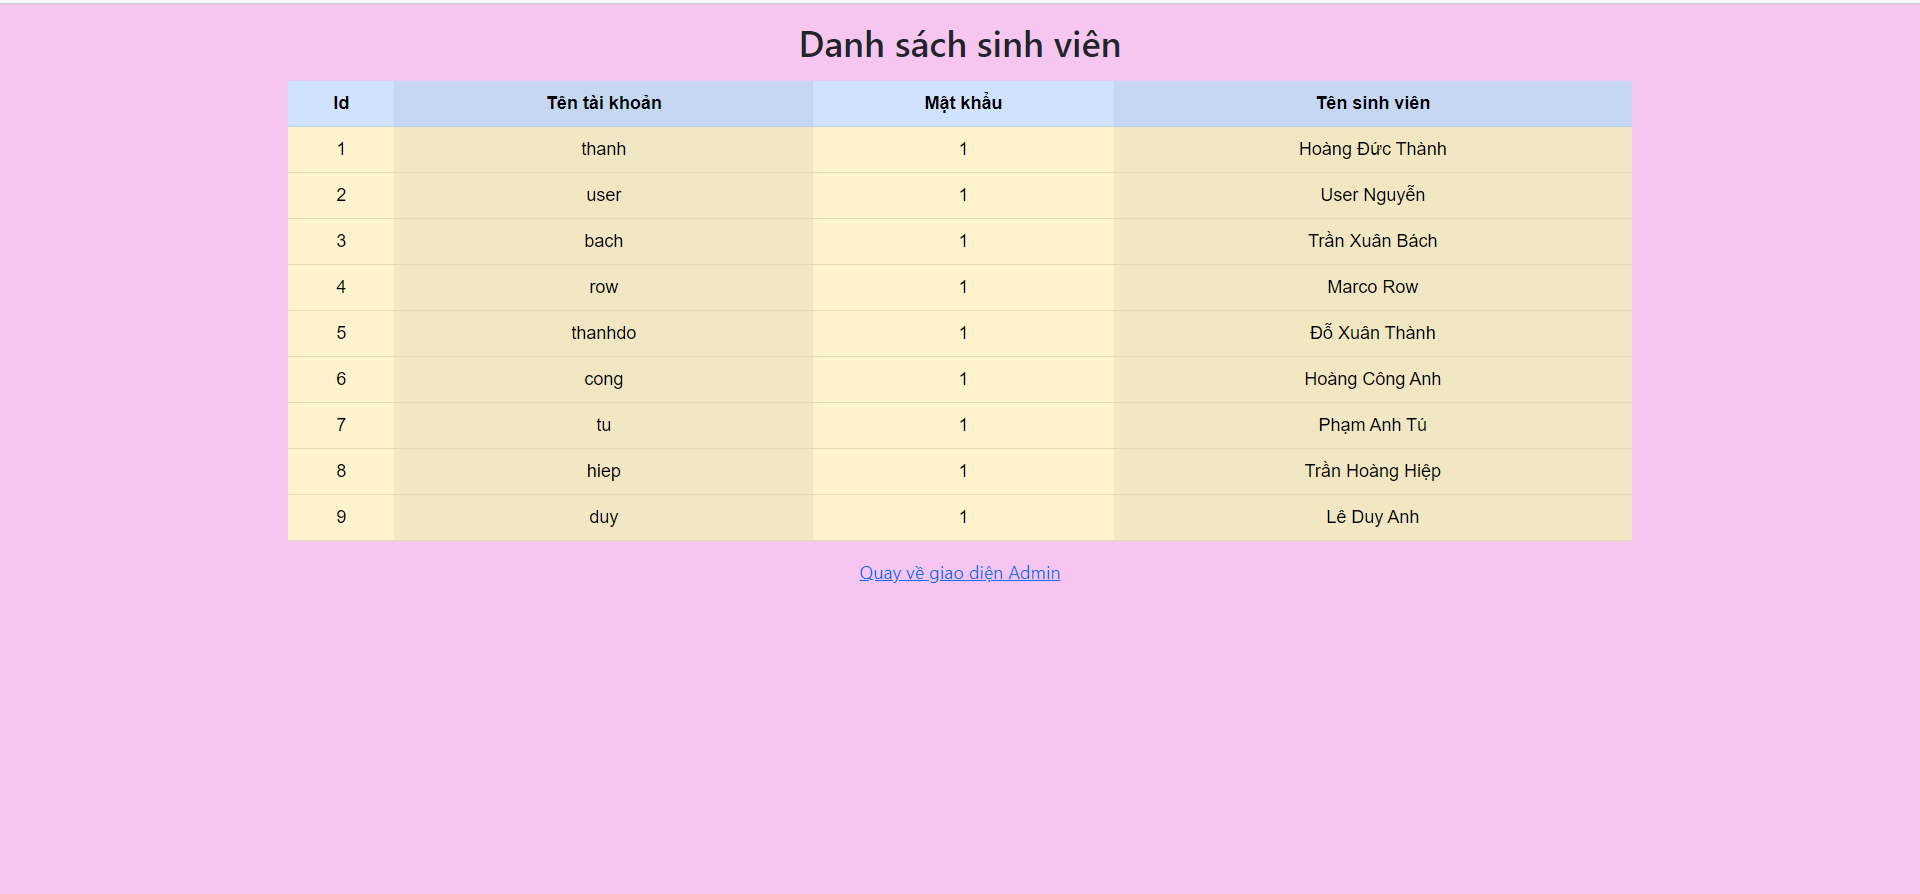 Danh sách sinh viên
Id Tên tài khoản Mật khẩu Tên sinh viên
1 thanh 1 Hoàng Đức Thành
2 user 1 User Nguyễn
3 bach 1 Trần Xuân Bách
4 row 1 Marco Row
5 thanhdo 1 Đỗ Xuân Thành
6 cong 1 Hoàng Công Anh
7 tu 1 Phạm Anh Tú
8 hiep 1 Trần Hoàng Hiệp
9 duy 1 Lê Duy Anh
Quay về giao diện Admin